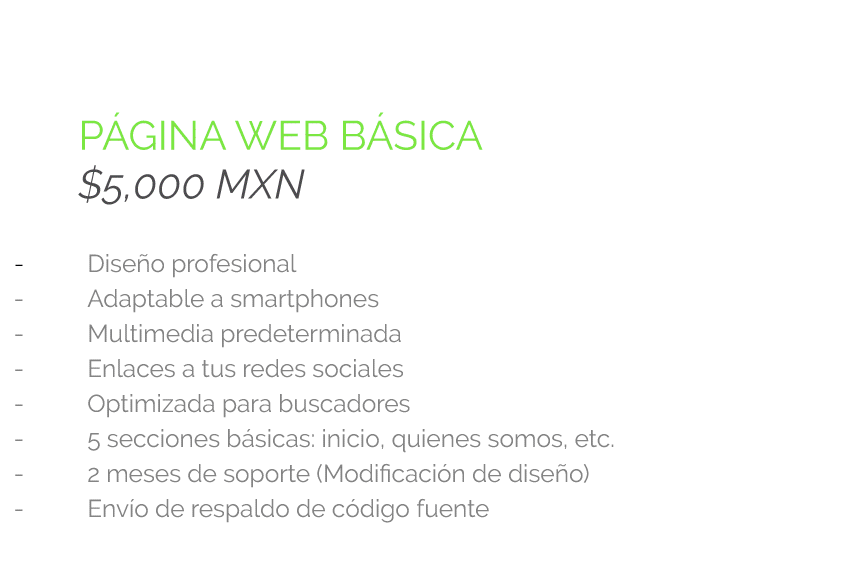 PÁGINA WEB BÁSICA
$5,000 MXN
- Diseño profesional
- Adaptable a smartphones
- Multimedia predeterminada
- Enlaces a tus redes sociales
- Optimizada para buscadores
- 5 secciones básicas: inicio, quienes somos, etc.
- 2 meses de soporte (Modificación de diseño)
- Envío de respaldo de código fuente